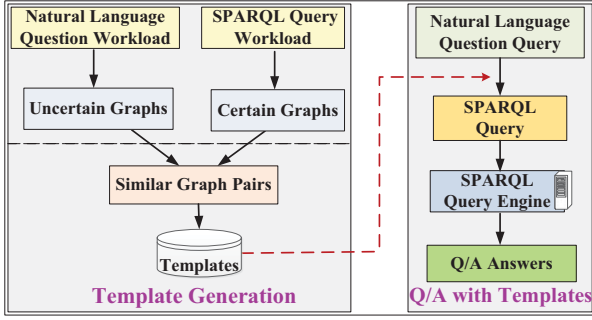 Natural Language
Question Workload
SPARQL Query
Workload
Uncertain Graphs
Certain Graphs
Similar Graph Pairs
Templates
Template Generation
Natural Language
Question Query
SPARQL
Query
SPARQL
Query Engine
Q/A Answers
Q/A with Templates